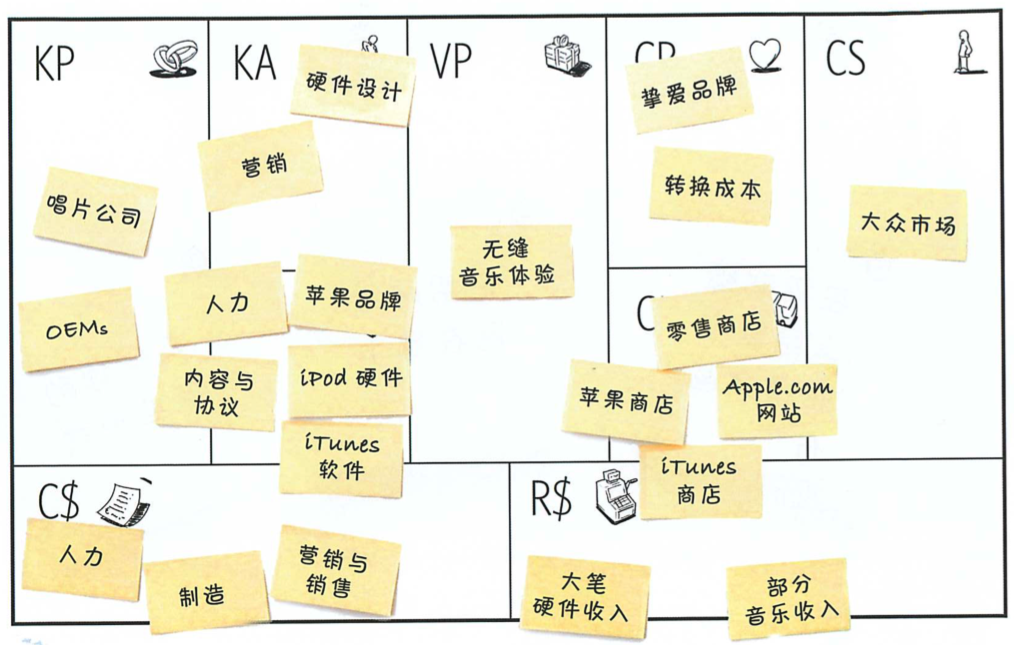 KP
唱片公司
OEMs
KA
硬件设计
营销
人力
苹果品牌
内容与
协议
iPod 硬件
iTunes
软件
VP
无缝
音乐体验
挚爱品牌
转换成本
零售商店
苹果商店
Apple.com
网站
iTunes
商店
CS
大众市场
C$
人力
制造
营销与
销售
R$
大笔
硬件收入
部分
音乐收入